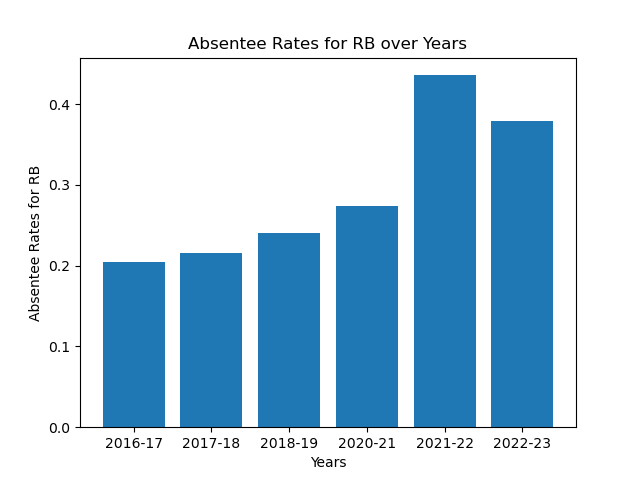 Absentee Rates for RB over Years
Absentee Rates for RB
0.4
0.3
0.2
0.1
0.0
2016-17 2017-18 2018-19 2020-21 2021-22 2022-23
Years